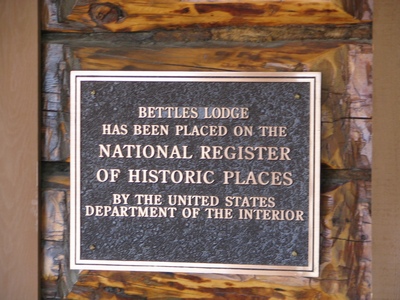 BETTLES LODGE
HAS BEEN PLACED ON THE
NATIONAL REGISTER
OF HISTORIC PLACES
BY THE UNITED STATES
DEPARTMENT OF THE INTERIOR